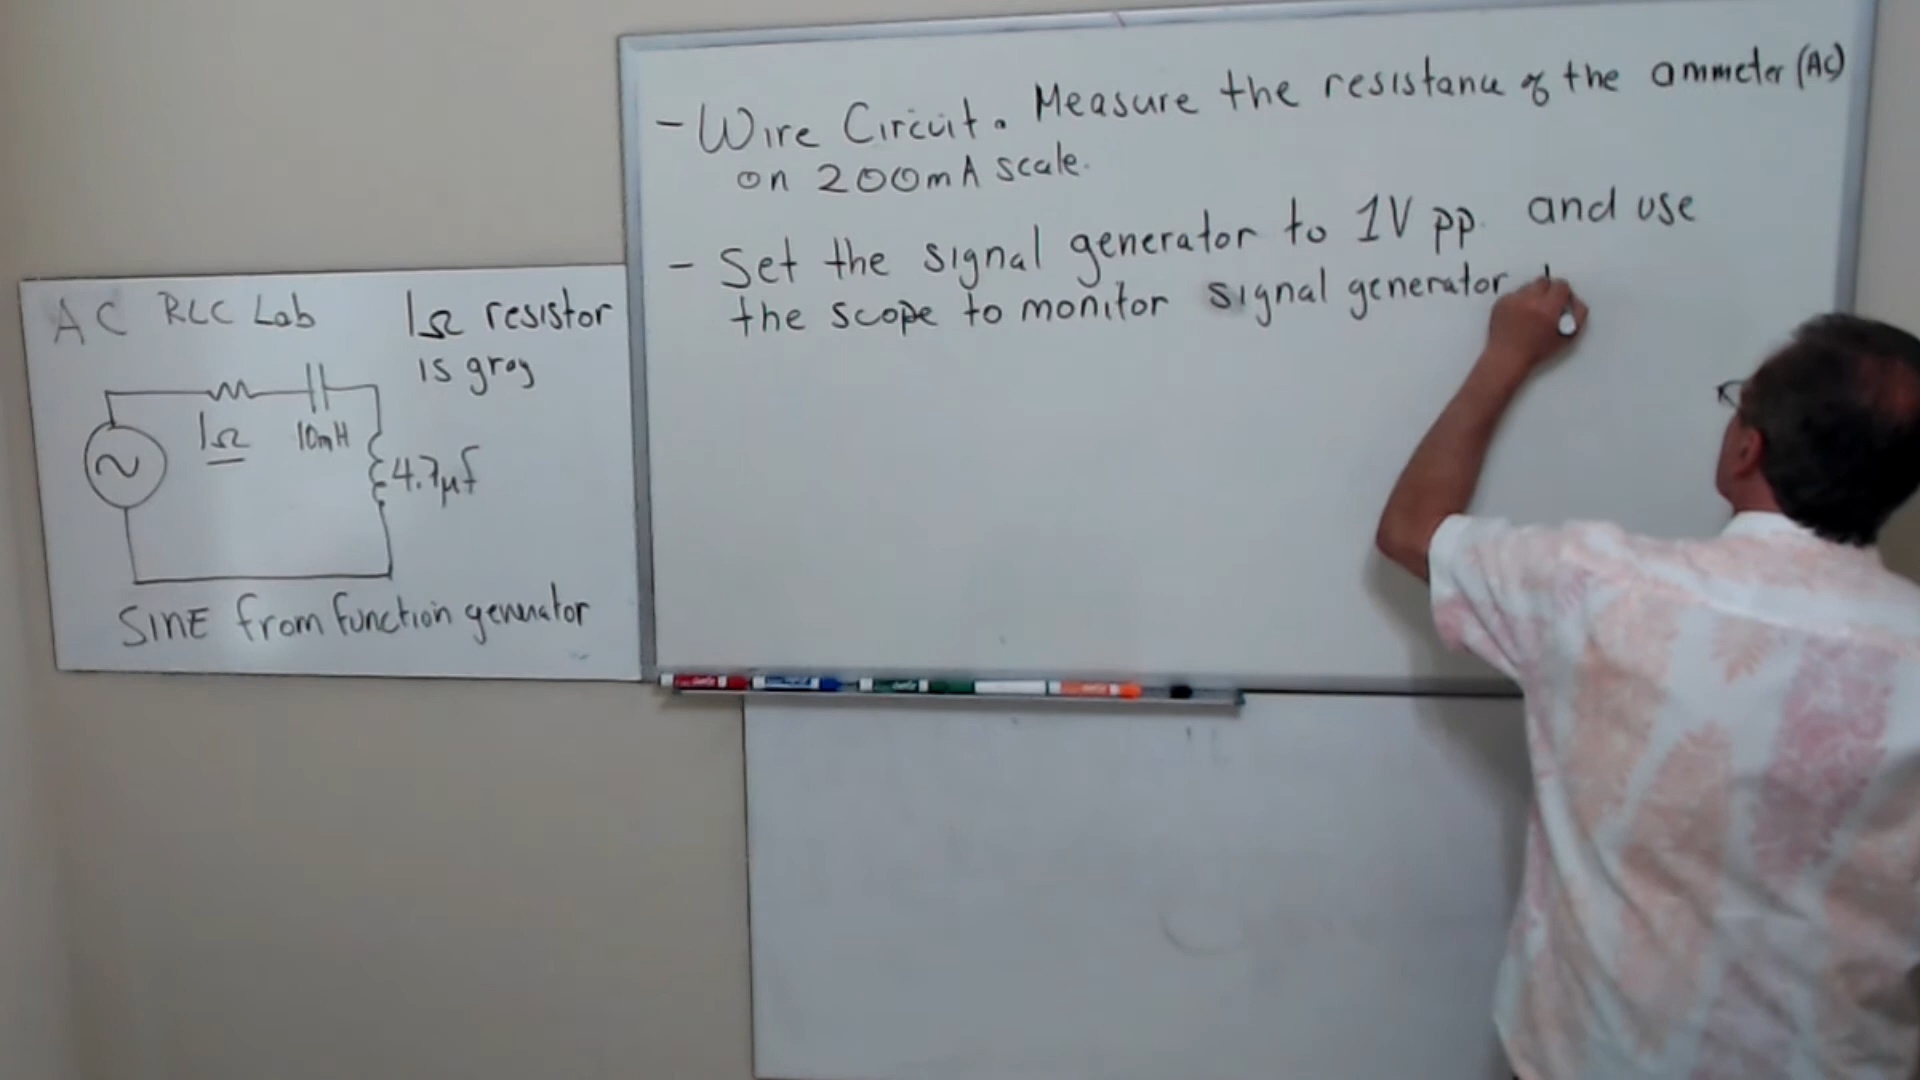 AC RLC Lab
1Ω resistor
is gray
1Ω
10mH
4.7μf
SINE from function generator
- Wire Circuit. Measure the resistance of the ammeter (AC)
on 200mA scale.
- Set the signal generator to 1V pp. and use
the scope to monitor signal generator